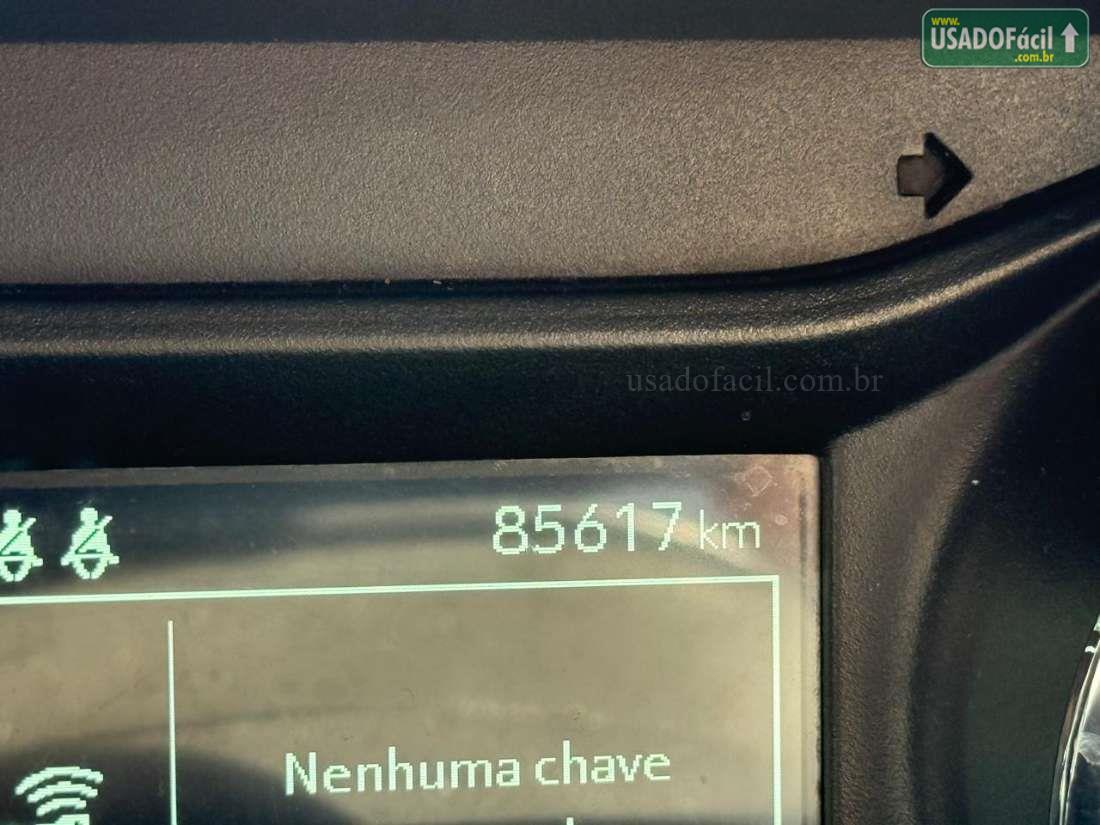 www.
USADOFácil
.com.br
usadofacil.com.br
85617 km
Nenhuma chave